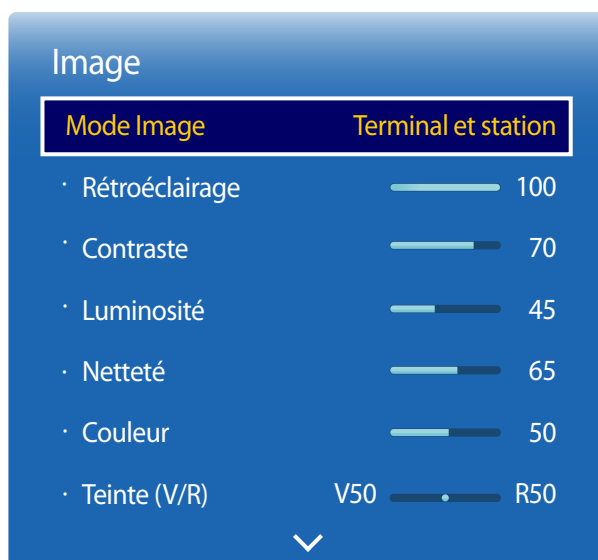 Image
Mode Image Terminal et station
· Rétroéclairage 100
· Contraste 70
· Luminosité 45
· Netteté 65
· Couleur 50
· Teinte (V/R) V50 R50